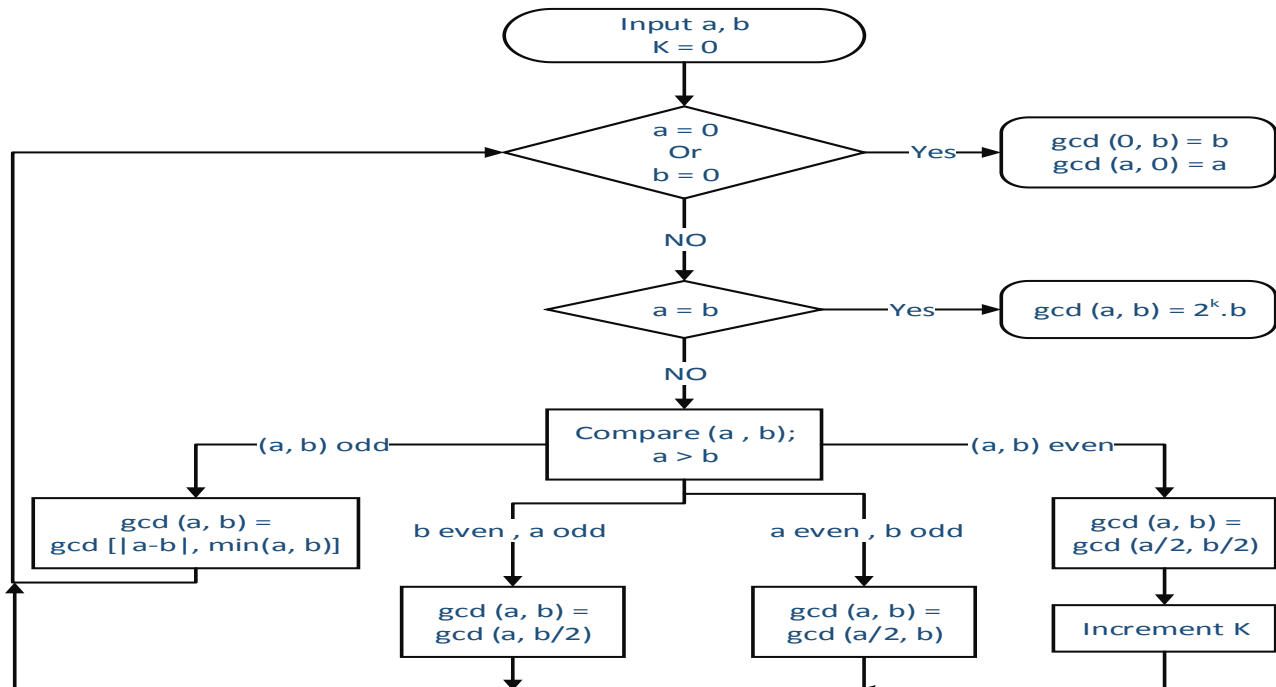 Input a, b
K = 0
a = 0
Or
b = 0
Yes
gcd (0, b) = b
gcd (a, 0) = a
NO
a = b
Yes
gcd (a, b) = 2ᵏ.b
NO
Compare (a , b);
a > b
(a, b) odd
(a, b) even
gcd (a, b) =
gcd [|a-b|, min(a, b)]
b even , a odd
a even , b odd
gcd (a, b) =
gcd (a/2, b/2)
gcd (a, b) =
gcd (a, b/2)
gcd (a, b) =
gcd (a/2, b)
Increment K